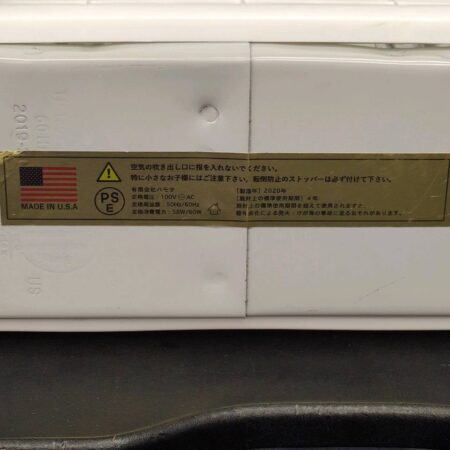 空気の吹き出し口に指を入れないでください。
特に小さなお子様にはご注意下さい。転倒防止のストッパーは必ず付けて下さい。
MADE IN U.S.A
PS
E
有限会社ハモサ
定格電圧：100V AC
定格周波数：50Hz/60Hz
定格消費電力：58W/60W
【製造年】2020年
【設計上の標準使用期間】
設計上の標準使用期間を超えて使用されますと、
経年劣化による発火・けが等の事故に至るおそれがあります。
2019
US